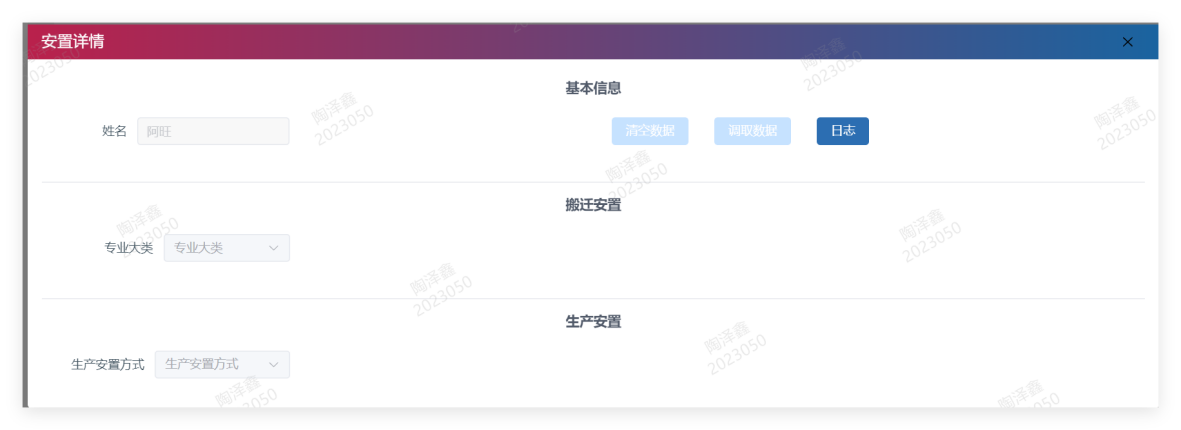 安置详情
基本信息
姓名 阿旺 清空数据 调取数据 日志
搬迁安置
专业大类 专业大类
生产安置
生产安置方式 生产安置方式
陶泽鑫
2023050